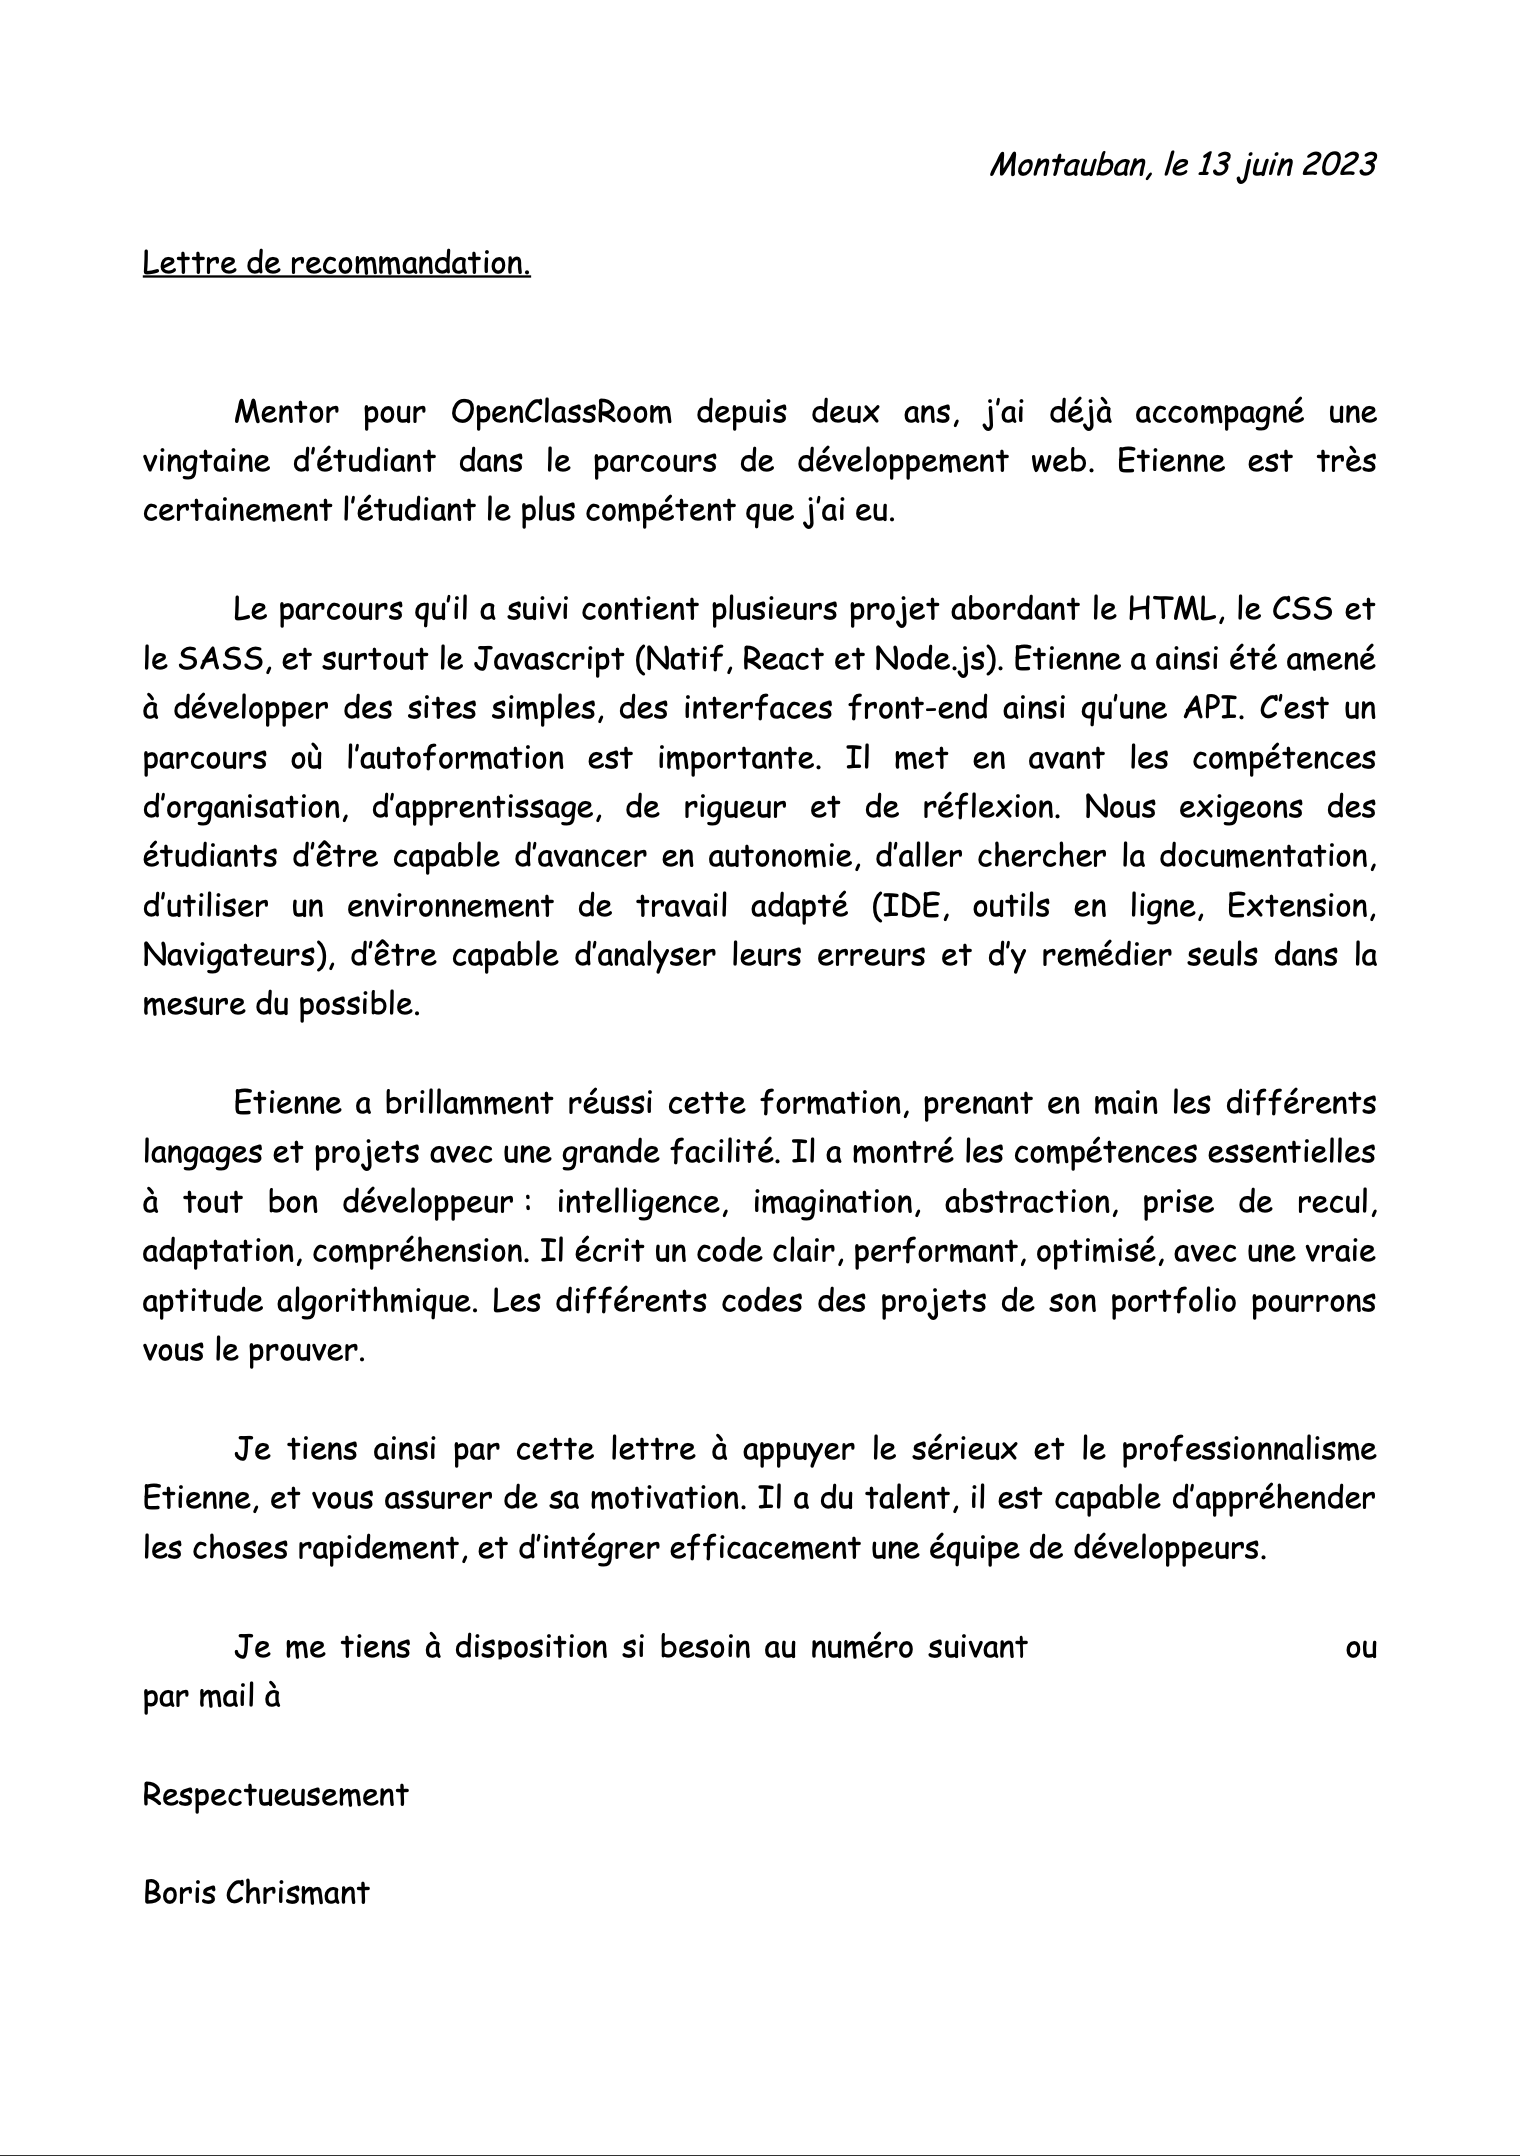 Montauban, le 13 juin 2023
Lettre de recommandation.
Mentor pour OpenClassRoom depuis deux ans, j’ai déjà accompagné une
vingtaine d’étudiant dans le parcours de développement web. Etienne est très
certainement l’étudiant le plus compétent que j’ai eu.
Le parcours qu’il a suivi contient plusieurs projet abordant le HTML, le CSS et
le SASS, et surtout le Javascript (Natif, React et Node.js). Etienne a ainsi été amené
à développer des sites simples, des interfaces front-end ainsi qu’une API. C’est un
parcours où l’autoformation est importante. Il met en avant les compétences
d’organisation, d’apprentissage, de rigueur et de réflexion. Nous exigeons des
étudiants d’être capable d’avancer en autonomie, d’aller chercher la documentation,
d’utiliser un environnement de travail adapté (IDE, outils en ligne, Extension,
Navigateurs), d’être capable d’analyser leurs erreurs et d’y remédier seuls dans la
mesure du possible.
Etienne a brillamment réussi cette formation, prenant en main les différents
langages et projets avec une grande facilité. Il a montré les compétences essentielles
à tout bon développeur : intelligence, imagination, abstraction, prise de recul,
adaptation, compréhension. Il écrit un code clair, performant, optimisé, avec une vraie
aptitude algorithmique. Les différents codes des projets de son portfolio pourrons
vous le prouver.
Je tiens ainsi par cette lettre à appuyer le sérieux et le professionnalisme
Etienne, et vous assurer de sa motivation. Il a du talent, il est capable d’appréhender
les choses rapidement, et d’intégrer efficacement une équipe de développeurs.
Je me tiens à disposition si besoin au numéro suivant ou
par mail à
Respectueusement
Boris Chrismant